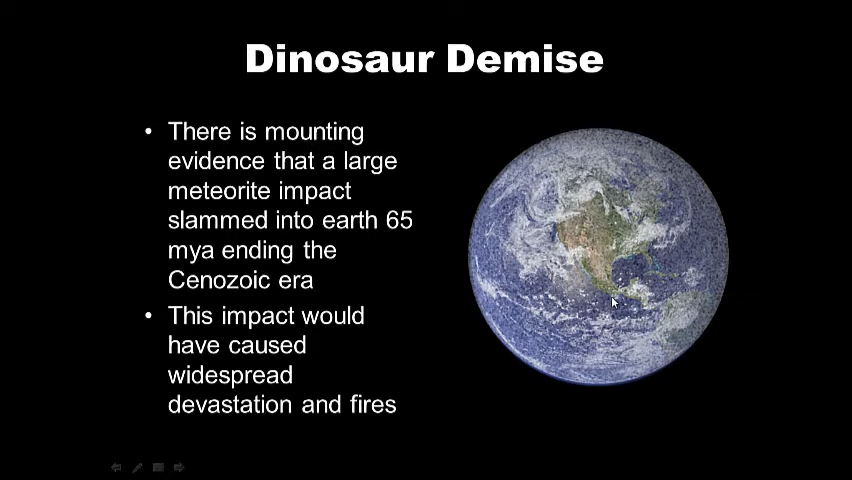 Dinosaur Demise
• There is mounting
evidence that a large
meteorite impact
slammed into earth 65
mya ending the
Cenozoic era
• This impact would
have caused
widespread
devastation and fires